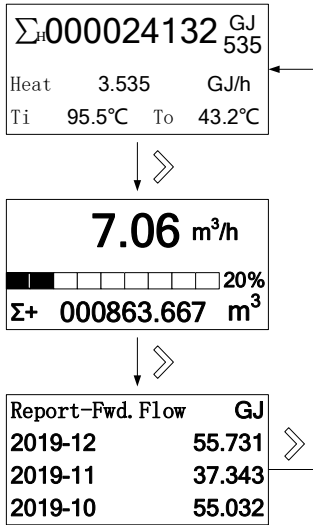 ΣH000024132 GJ
535
Heat 3.535 GJ/h
Ti 95.5℃ To 43.2℃
7.06 m³/h
20%
Σ+ 000863.667 m³
Report-Fwd.Flow GJ
2019-12 55.731
2019-11 37.343
2019-10 55.032